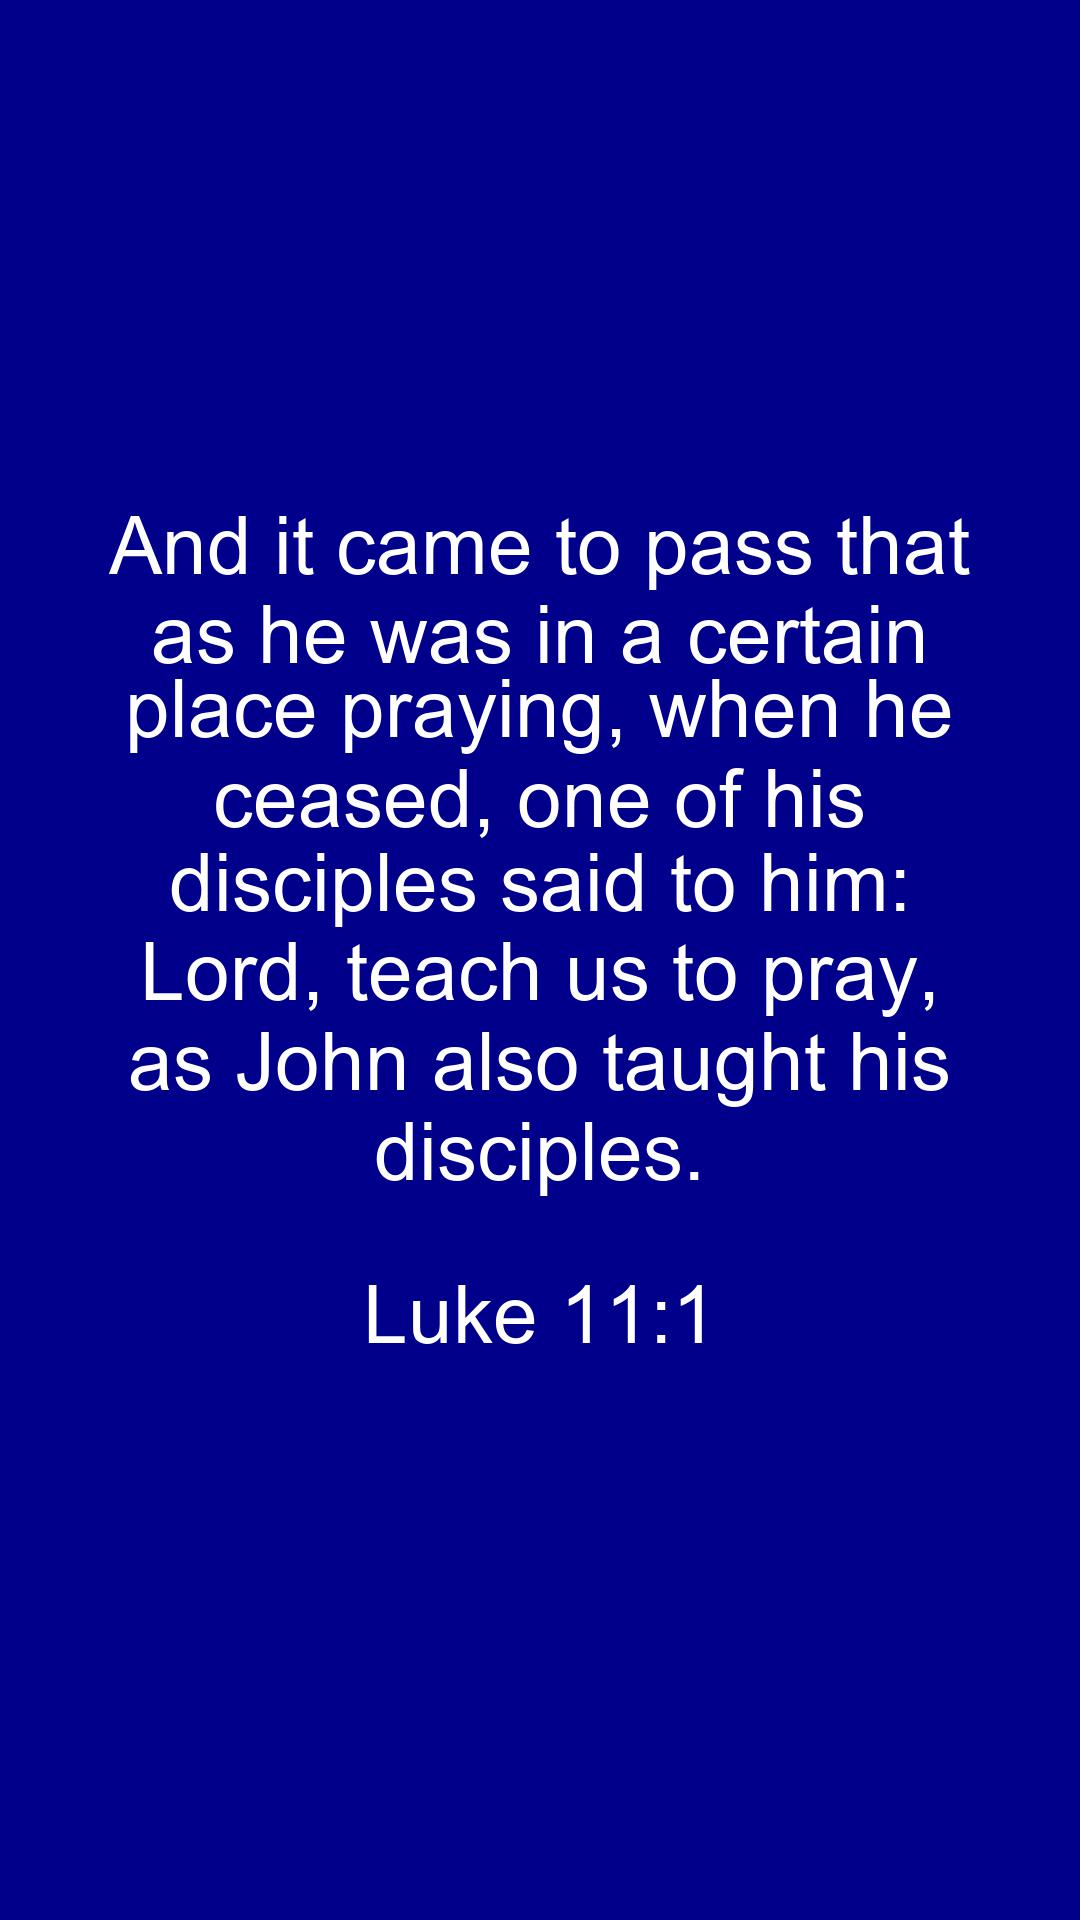 And it came to pass that
as he was in a certain
place praying, when he
ceased, one of his
disciples said to him:
Lord, teach us to pray,
as John also taught his
disciples.
Luke 11:1